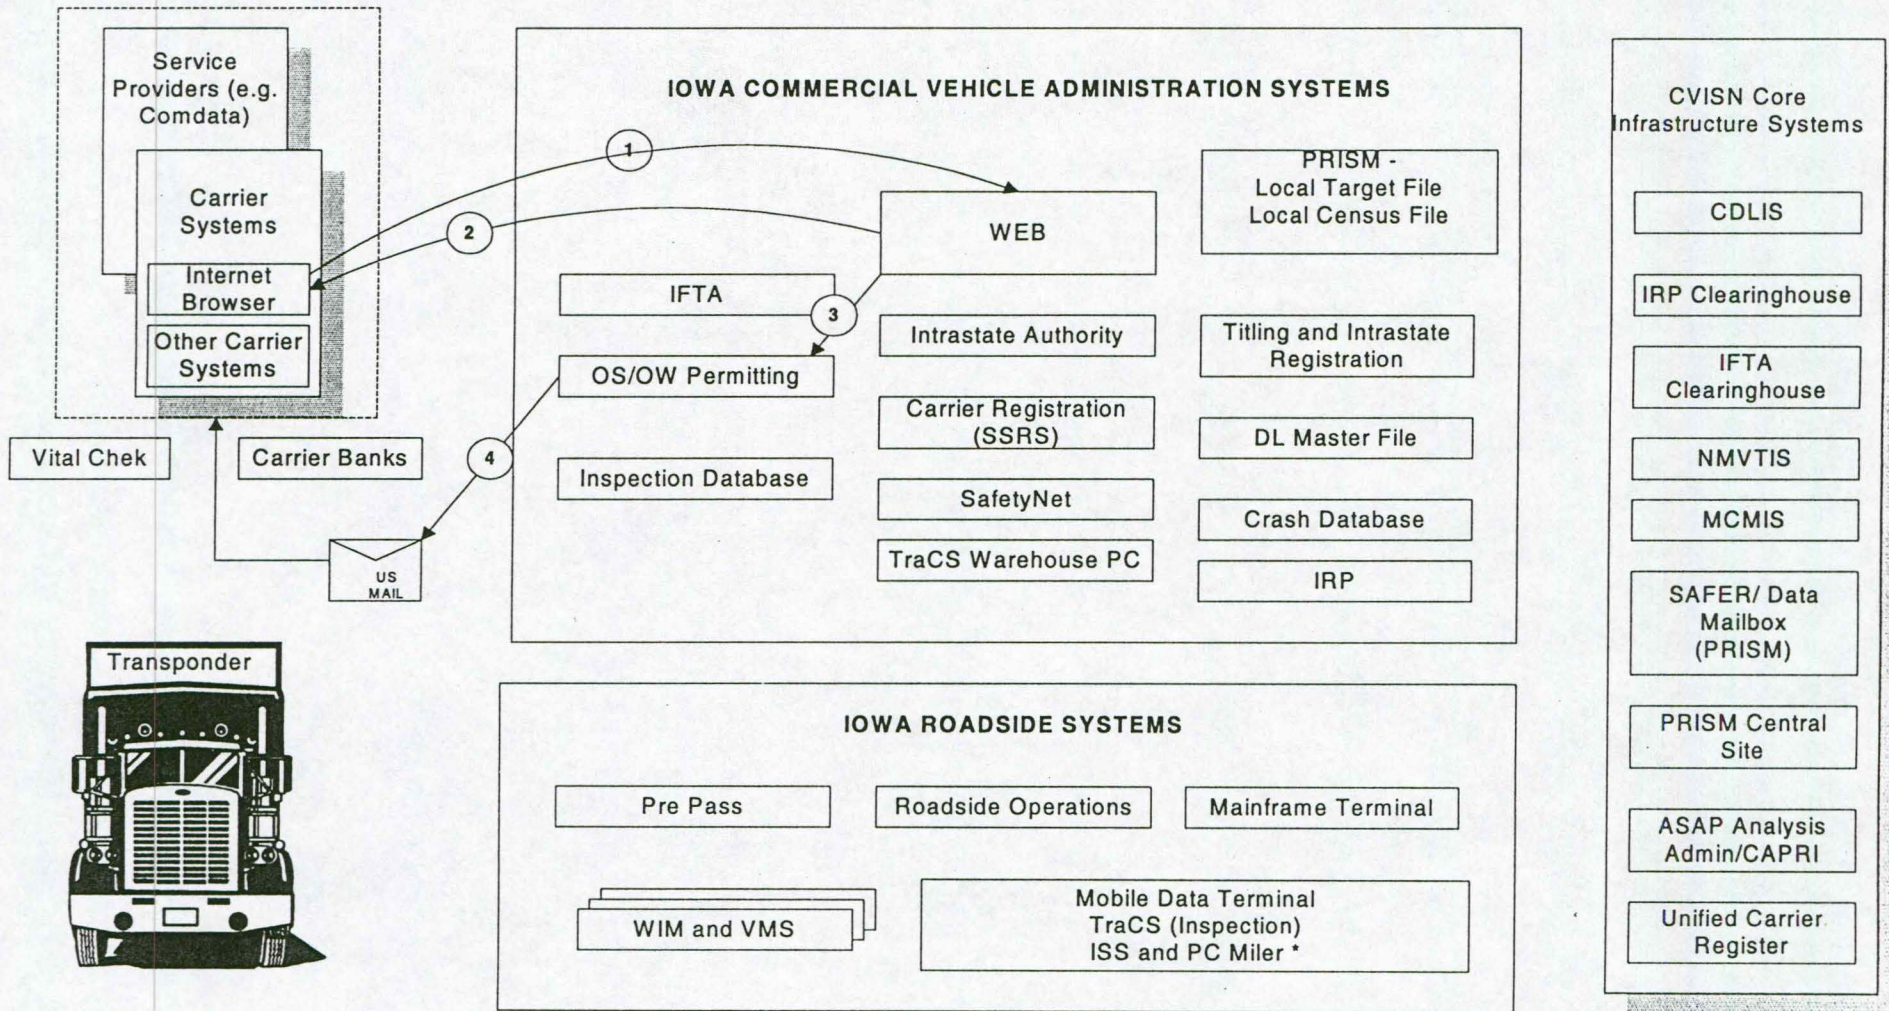 Service
Providers (e.g.
Comdata)
Carrier
Systems
Internet
Browser
Other Carrier
Systems
Vital Chek
Carrier Banks
US
MAIL
Transponder
IOWA COMMERCIAL VEHICLE ADMINISTRATION SYSTEMS
1
2
3
4
WEB
PRISM -
Local Target File
Local Census File
IFTA
Intrastate Authority
Titling and Intrastate
Registration
OS/OW Permitting
Carrier Registration
(SSRS)
DL Master File
Inspection Database
SafetyNet
Crash Database
TraCS Warehouse PC
IRP
IOWA ROADSIDE SYSTEMS
Pre Pass
Roadside Operations
Mainframe Terminal
WIM and VMS
Mobile Data Terminal
TraCS (Inspection)
ISS and PC Miler *
CVISN Core
Infrastructure Systems
CDLIS
IRP Clearinghouse
IFTA
Clearinghouse
NMVTIS
MCMIS
SAFER/ Data
Mailbox
(PRISM)
PRISM Central
Site
ASAP Analysis
Admin/CAPRI
Unified Carrier
Register